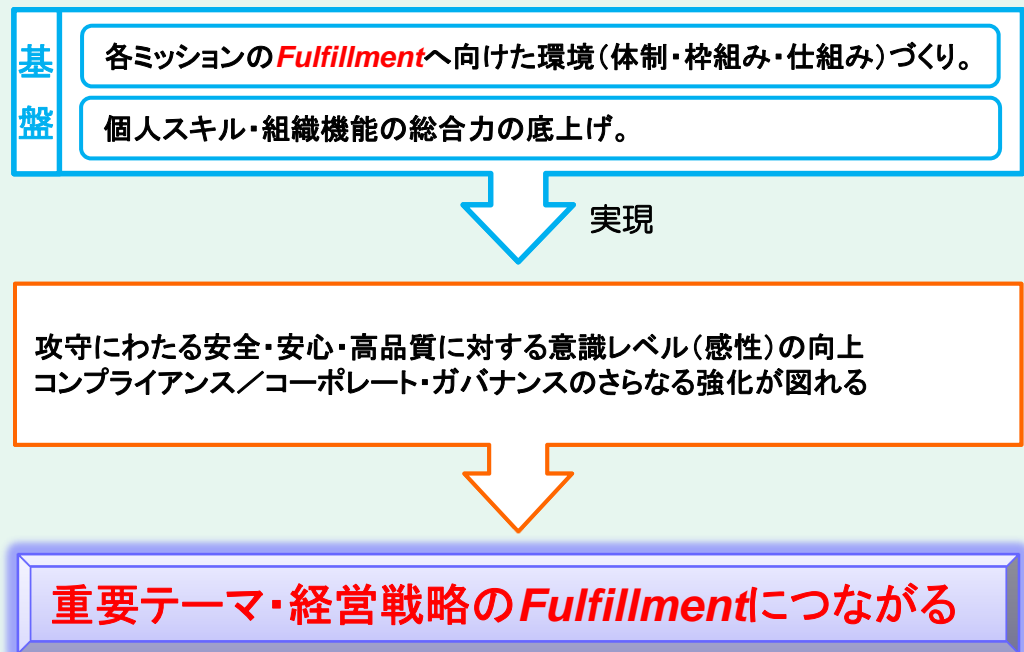 基盤
各ミッションのFulfillmentへ向けた環境（体制・枠組み・仕組み）づくり。
個人スキル・組織機能の総合力の底上げ。
実現
攻守にわたる安全・安心・高品質に対する意識レベル（感性）の向上
コンプライアンス／コーポレート・ガバナンスのさらなる強化が図れる
重要テーマ・経営戦略のFulfillmentにつながる